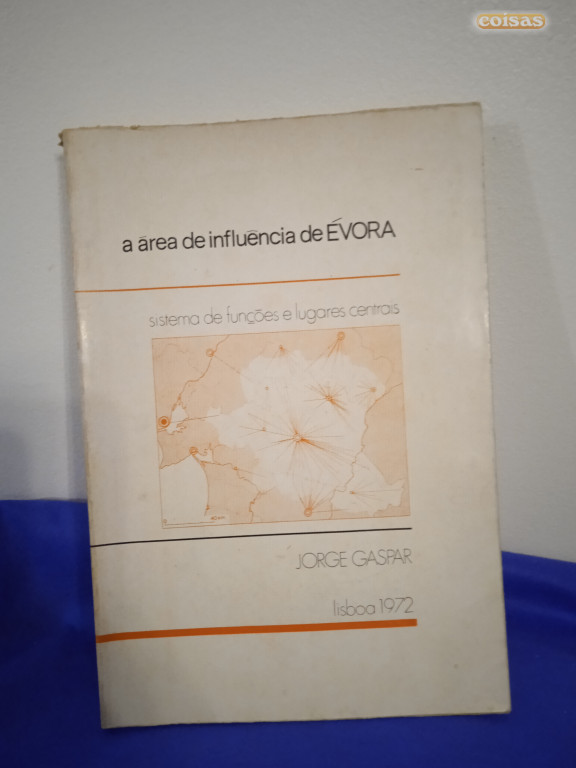 coisas
a área de influência de ÉVORA
sistema de funções e lugares centrais
JORGE GASPAR
lisboa 1972